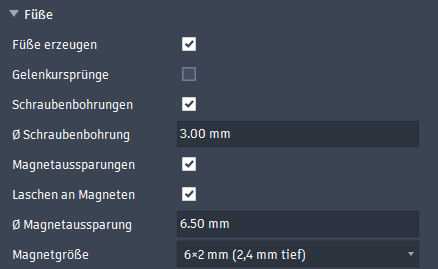 Füße
Füße erzeugen
Gelenkursprünge
Schraubenbohrungen
Ø Schraubenbohrung 3.00 mm
Magnetaussparungen
Laschen an Magneten
Ø Magnetaussparung 6.50 mm
Magnetgröße 6×2 mm (2,4 mm tief)